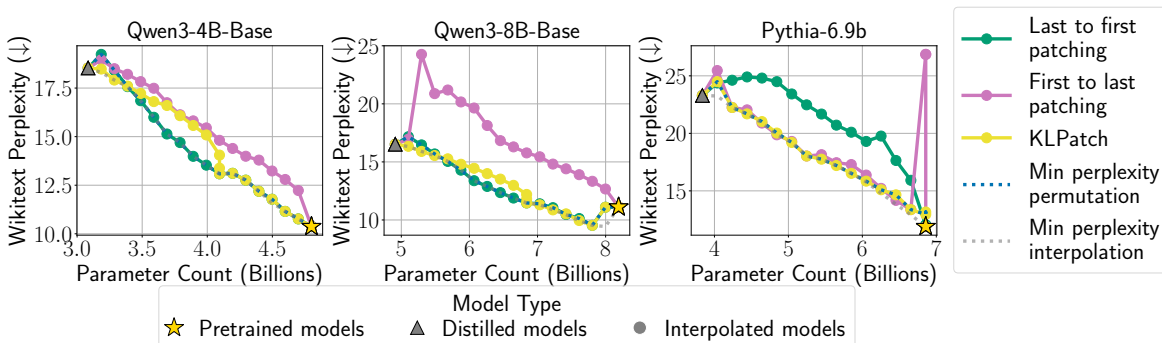 Qwen3-4B-Base
Wikitext Perplexity (↓)
17.5
15.0
12.5
10.0
3.0
3.5
4.0
4.5
Parameter Count (Billions)
Qwen3-8B-Base
Wikitext Perplexity (↓)
25
20
15
10
5
6
7
8
Parameter Count (Billions)
Pythia-6.9b
Wikitext Perplexity (↓)
25
20
15
4
5
6
7
Parameter Count (Billions)
Last to first
patching
First to last
patching
KLPatch
Min perplexity
permutation
Min perplexity
interpolation
Model Type
Pretrained models
Distilled models
Interpolated models